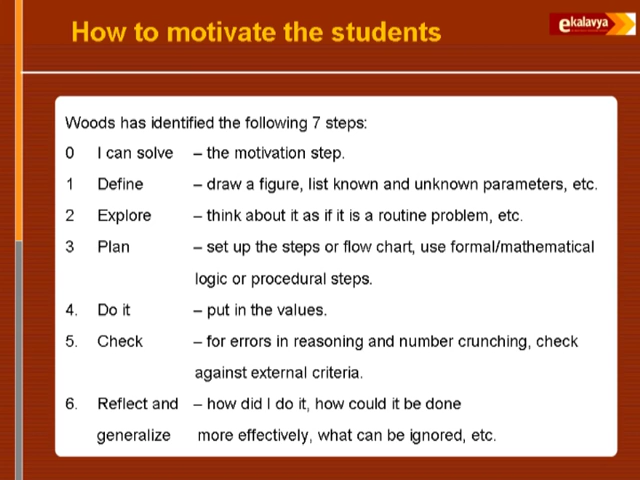 How to motivate the students
ekalavya
Woods has identified the following 7 steps:
0 I can solve – the motivation step.
1 Define – draw a figure, list known and unknown parameters, etc.
2 Explore – think about it as if it is a routine problem, etc.
3 Plan – set up the steps or flow chart, use formal/mathematical
logic or procedural steps.
4. Do it – put in the values.
5. Check – for errors in reasoning and number crunching, check
against external criteria.
6. Reflect and – how did I do it, how could it be done
generalize more effectively, what can be ignored, etc.